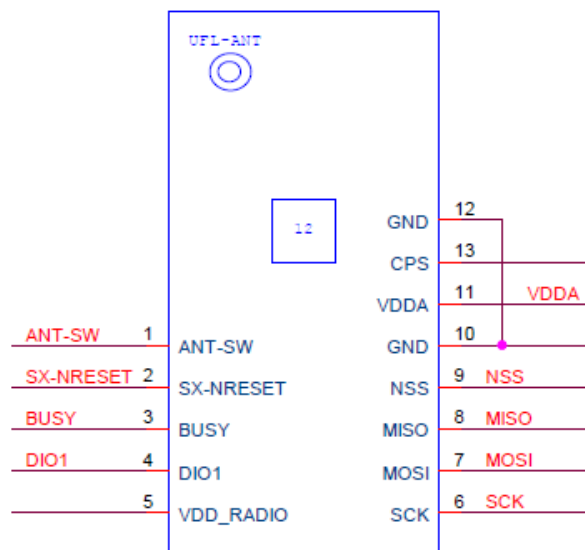 UFL-ANT
12
GND 12
CPS 13
VDDA 11 VDDA
ANT-SW 1 ANT-SW GND 10
SX-NRESET 2 SX-NRESET NSS 9 NSS
BUSY 3 BUSY MISO 8 MISO
DIO1 4 DIO1 MOSI 7 MOSI
5 VDD_RADIO SCK 6 SCK